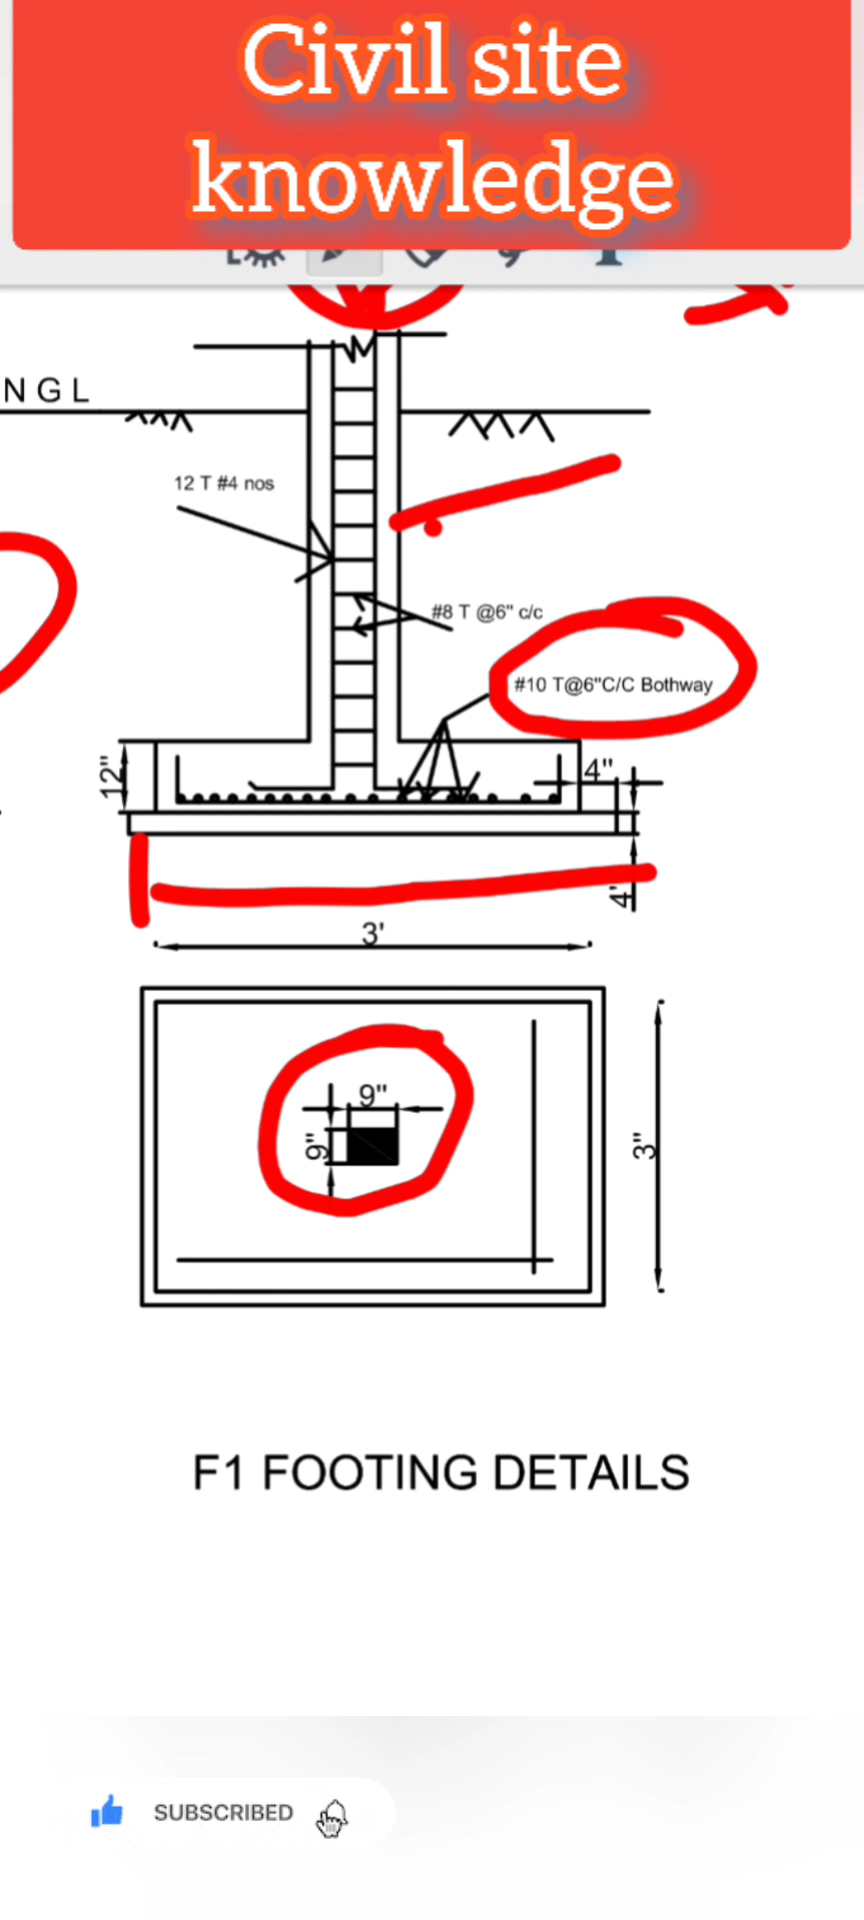 Civil site
knowledge
N G L
12 T #4 nos
#8 T @6" c/c
#10 T@6"C/C Bothway
12"
4"
4'
3'
9"
9"
3"
F1 FOOTING DETAILS
SUBSCRIBED